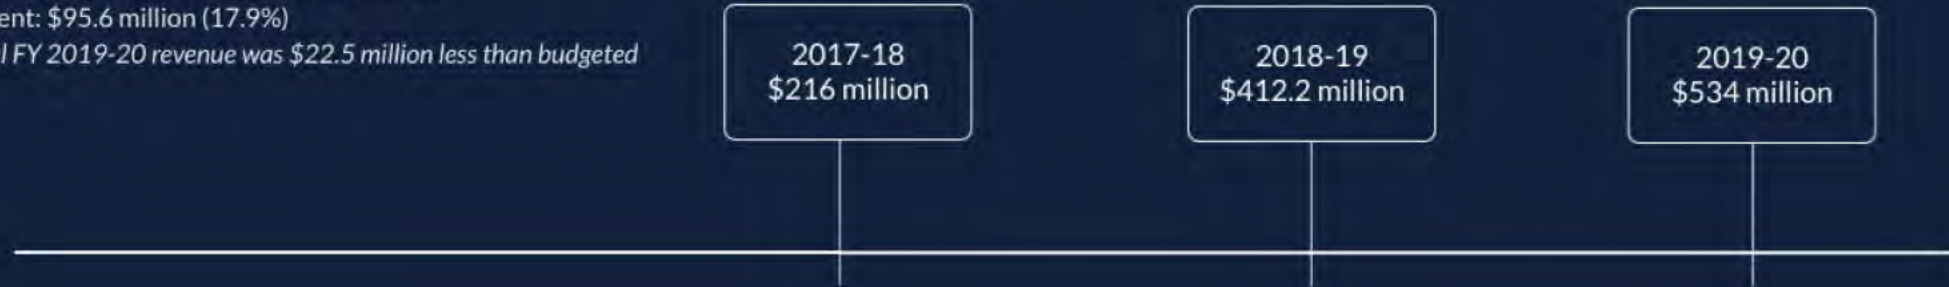 ent: $95.6 million (17.9%)
l FY 2019-20 revenue was $22.5 million less than budgeted
2017-18
$216 million
2018-19
$412.2 million
2019-20
$534 million